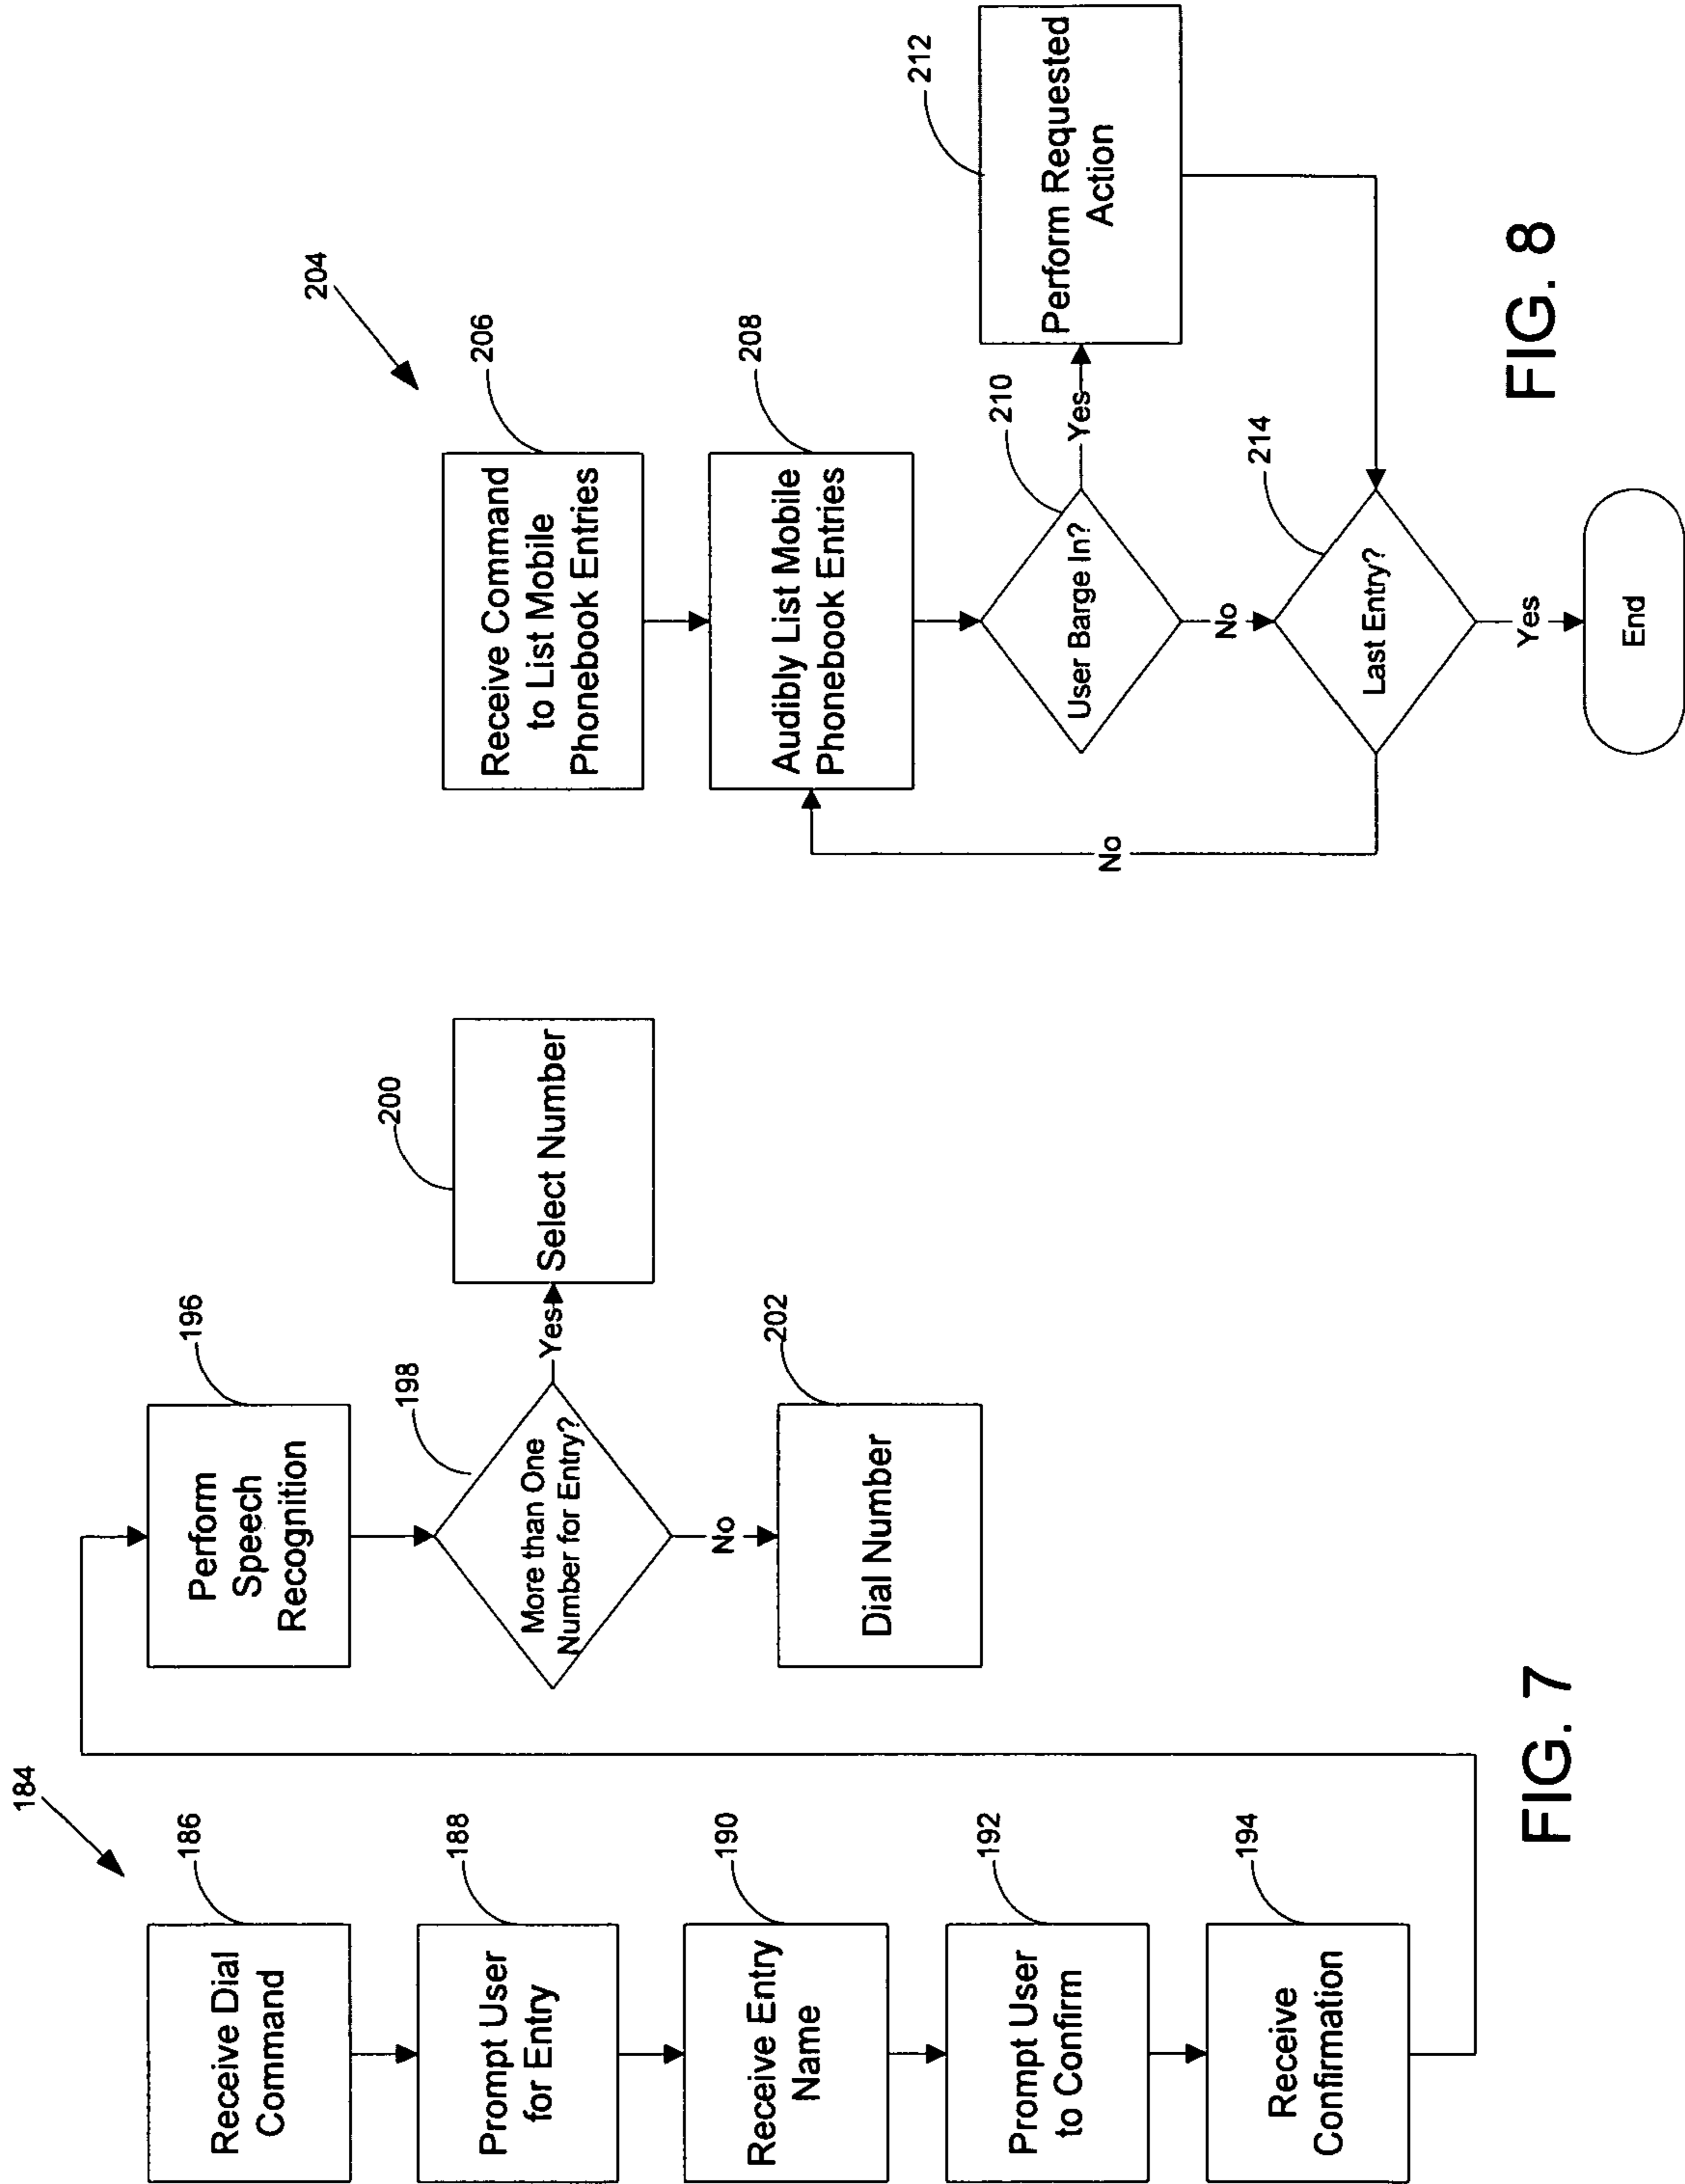 184
186
Receive Dial
Command
188
Prompt User
for Entry
190
Receive Entry
Name
192
Prompt User
to Confirm
194
Receive
Confirmation
196
Perform
Speech
Recognition
198
More than One
Number for Entry?
Yes
200
Select Number
No
202
Dial Number
FIG. 7
204
206
Receive Command
to List Mobile
Phonebook Entries
208
Audibly List Mobile
Phonebook Entries
210
User Barge In?
Yes
212
Perform Requested
Action
No
214
Last Entry?
No
Yes
End
FIG. 8